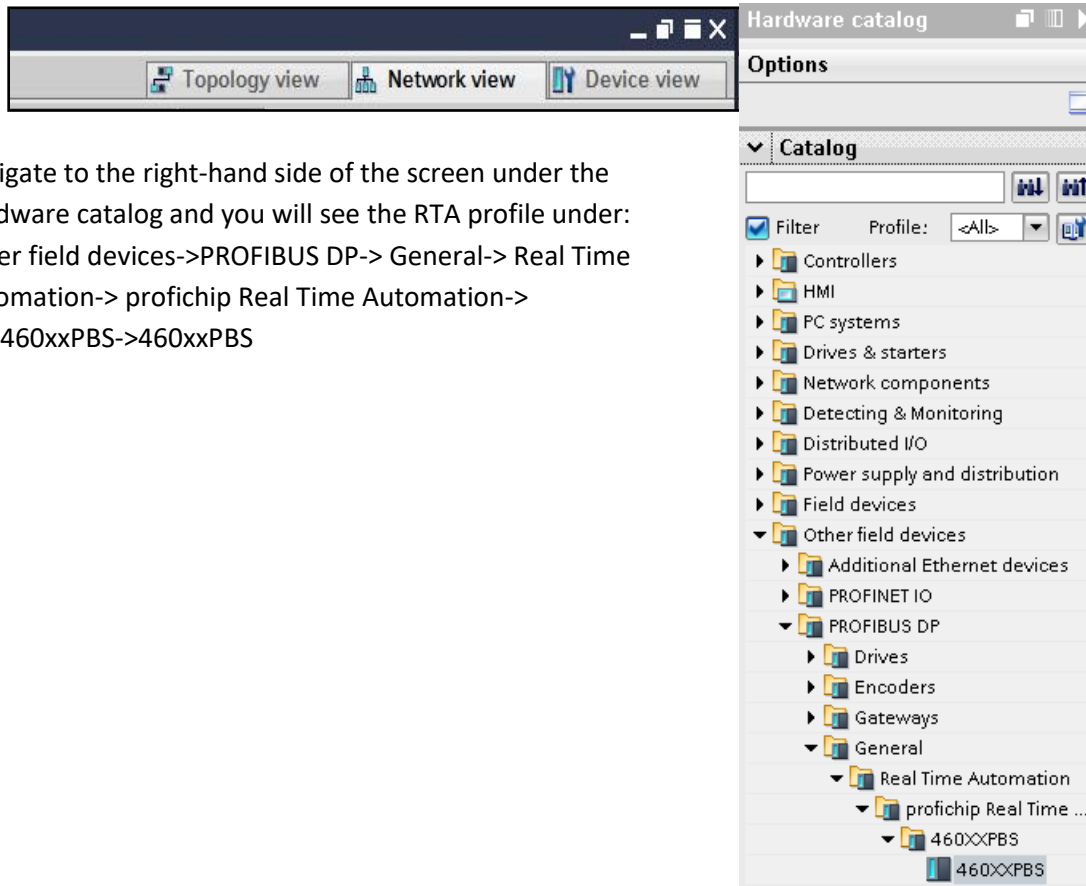 Topology view
Network view
Device view
igate to the right-hand side of the screen under the
dware catalog and you will see the RTA profile under:
er field devices->PROFIBUS DP-> General-> Real Time
omation-> profichip Real Time Automation->
460xxPBS->460xxPBS
Hardware catalog
Options
Catalog
Filter Profile: <All>
Controllers
HMI
PC systems
Drives & starters
Network components
Detecting & Monitoring
Distributed I/O
Power supply and distribution
Field devices
Other field devices
Additional Ethernet devices
PROFINET IO
PROFIBUS DP
Drives
Encoders
Gateways
General
Real Time Automation
profichip Real Time ...
460XXPBS
460XXPBS